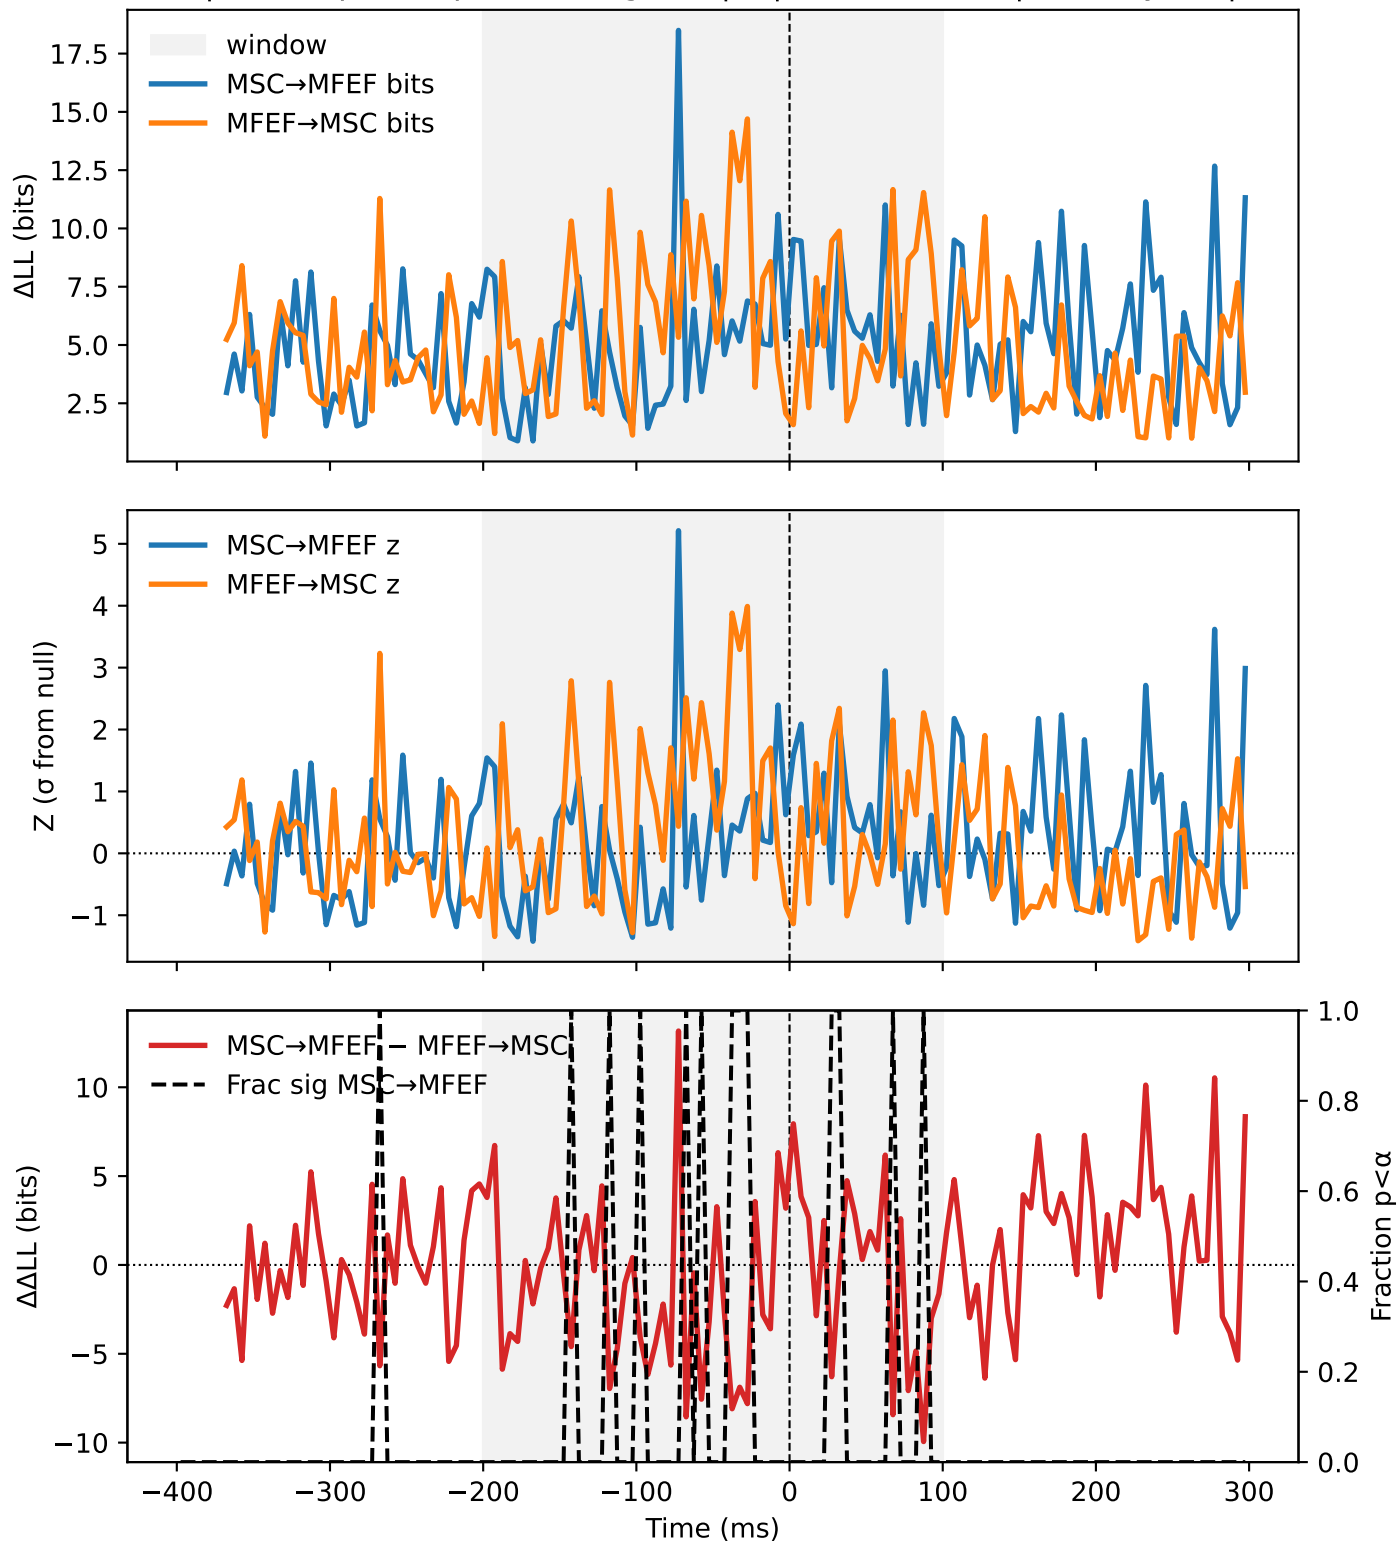 window
MSC→MFEF bits
MFEF→MSC bits
ΔLL (bits)
17.5
15.0
12.5
10.0
7.5
5.0
2.5
MSC→MFEF z
MFEF→MSC z
Z (σ from null)
5
4
3
2
1
0
−1
MSC→MFEF − MFEF→MSC
Frac sig MSC→MFEF
ΔΔLL (bits)
10
5
0
−5
−10
1.0
0.8
0.6
0.4
0.2
0.0
Fraction p<α
−400 −300 −200 −100 0 100 200 300
Time (ms)